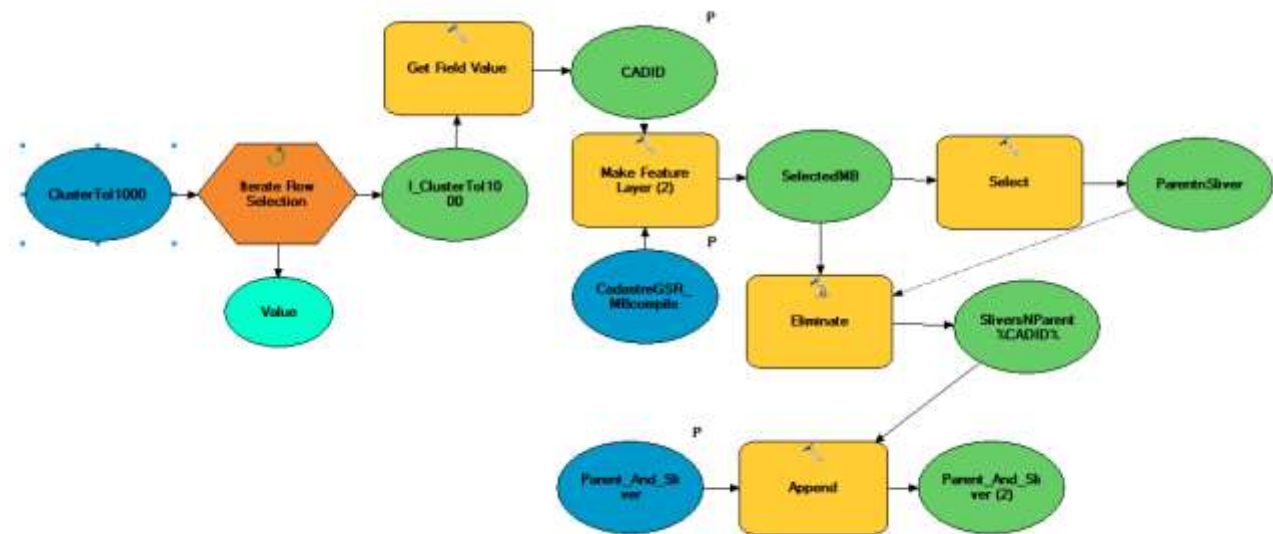 P
Get Field Value
CADID
ClusterTol1000
Iterate Row
Selection
I_ClusterTol10
00
Make Feature
Layer (2)
SelectedMB
Select
ParentnSliver
P
Value
CadastreGSR_
MBcompile
Eliminate
SliversNParent
%CADID%
P
Parent_And_Sli
ver
Append
Parent_And_Sli
ver (2)